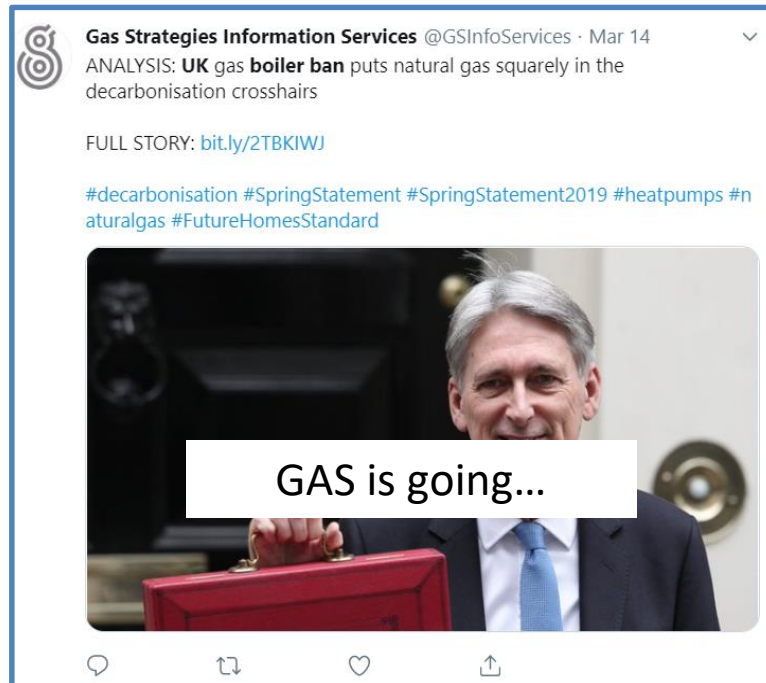 Gas Strategies Information Services @GSInfoServices · Mar 14
ANALYSIS: UK gas boiler ban puts natural gas squarely in the
decarbonisation crosshairs
FULL STORY: bit.ly/2TBKIWJ
#decarbonisation #SpringStatement #SpringStatement2019 #heatpumps #n
aturalgas #FutureHomesStandard
GAS is going…